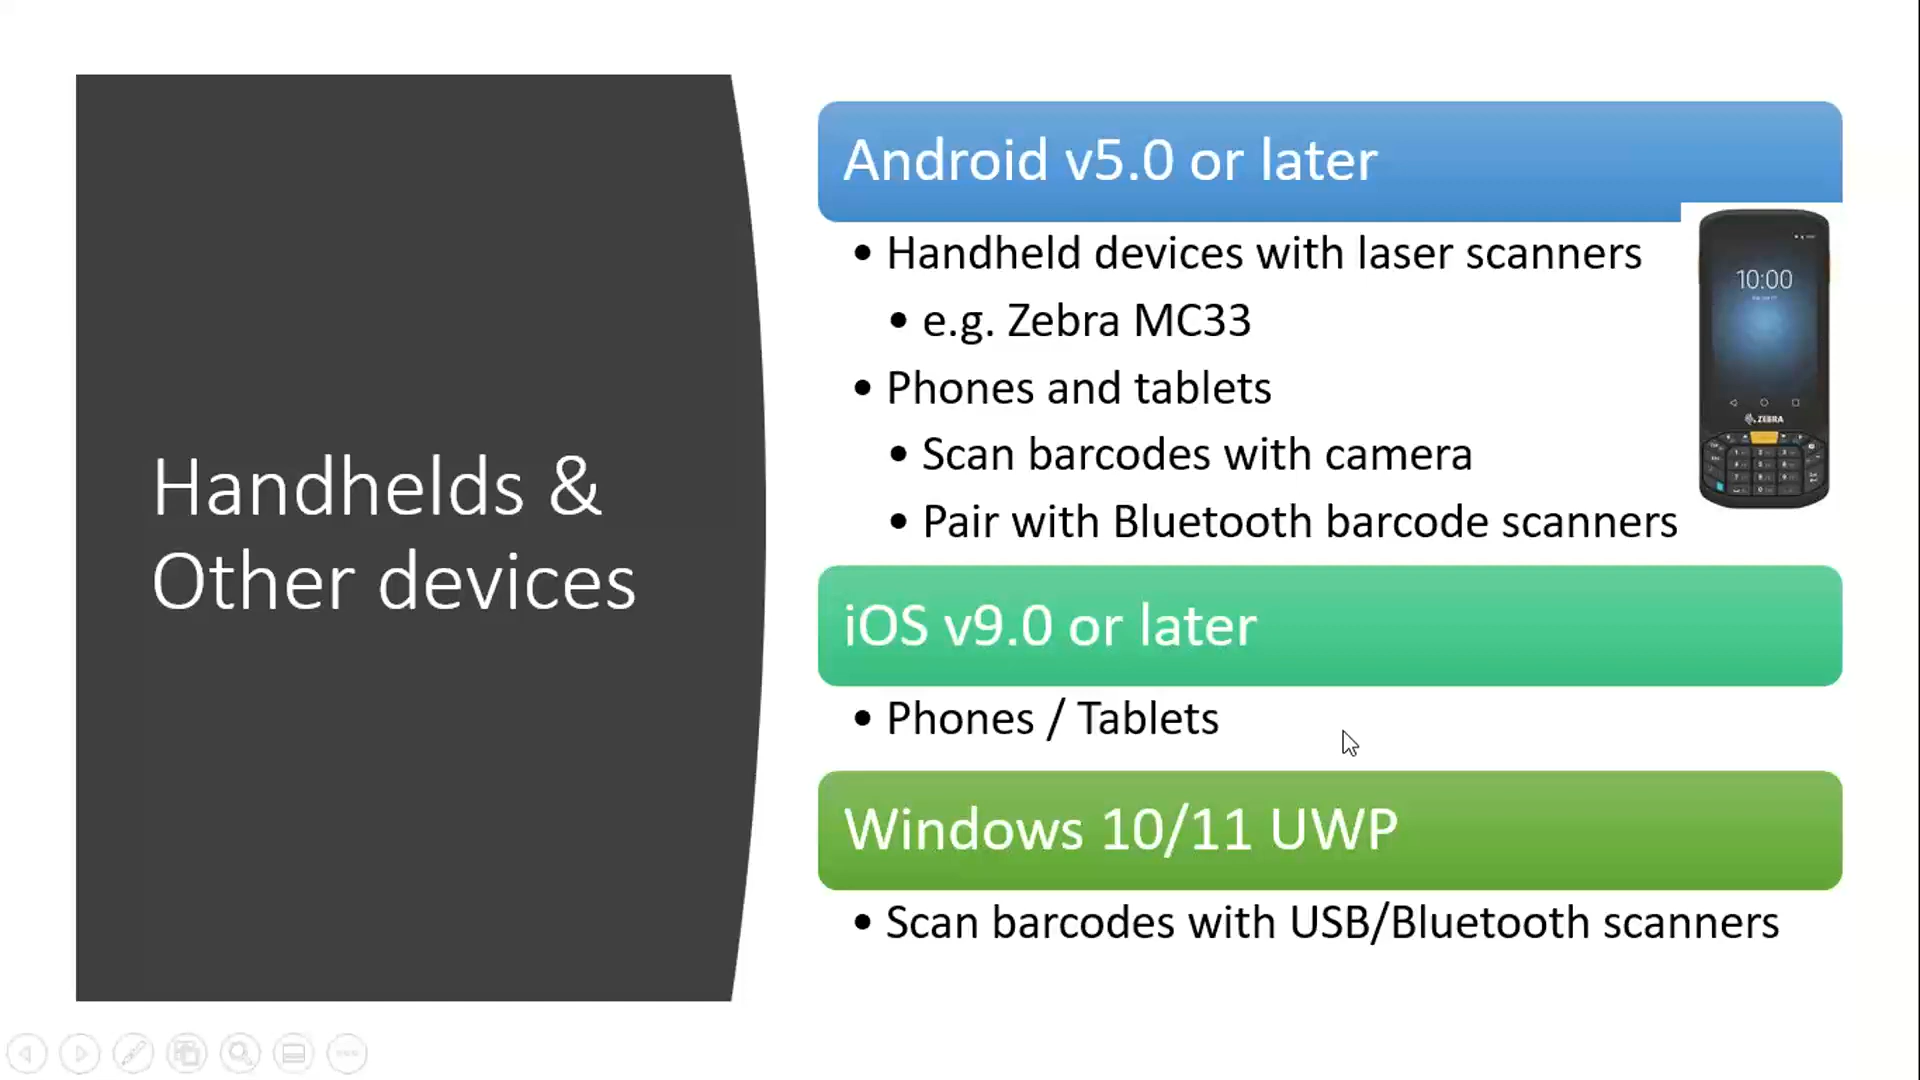 Handhelds &
Other devices
Android v5.0 or later
• Handheld devices with laser scanners
• e.g. Zebra MC33
• Phones and tablets
• Scan barcodes with camera
• Pair with Bluetooth barcode scanners
10:00
ZEBRA
iOS v9.0 or later
• Phones / Tablets
Windows 10/11 UWP
• Scan barcodes with USB/Bluetooth scanners